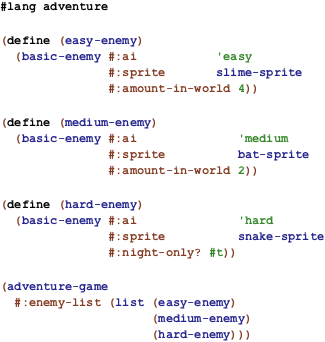 #lang adventure
(define (easy-enemy)
(basic-enemy #:ai 'easy
#:sprite slime-sprite
#:amount-in-world 4))
(define (medium-enemy)
(basic-enemy #:ai 'medium
#:sprite bat-sprite
#:amount-in-world 2))
(define (hard-enemy)
(basic-enemy #:ai 'hard
#:sprite snake-sprite
#:night-only? #t))
(adventure-game
#:enemy-list (list (easy-enemy)
(medium-enemy)
(hard-enemy)))